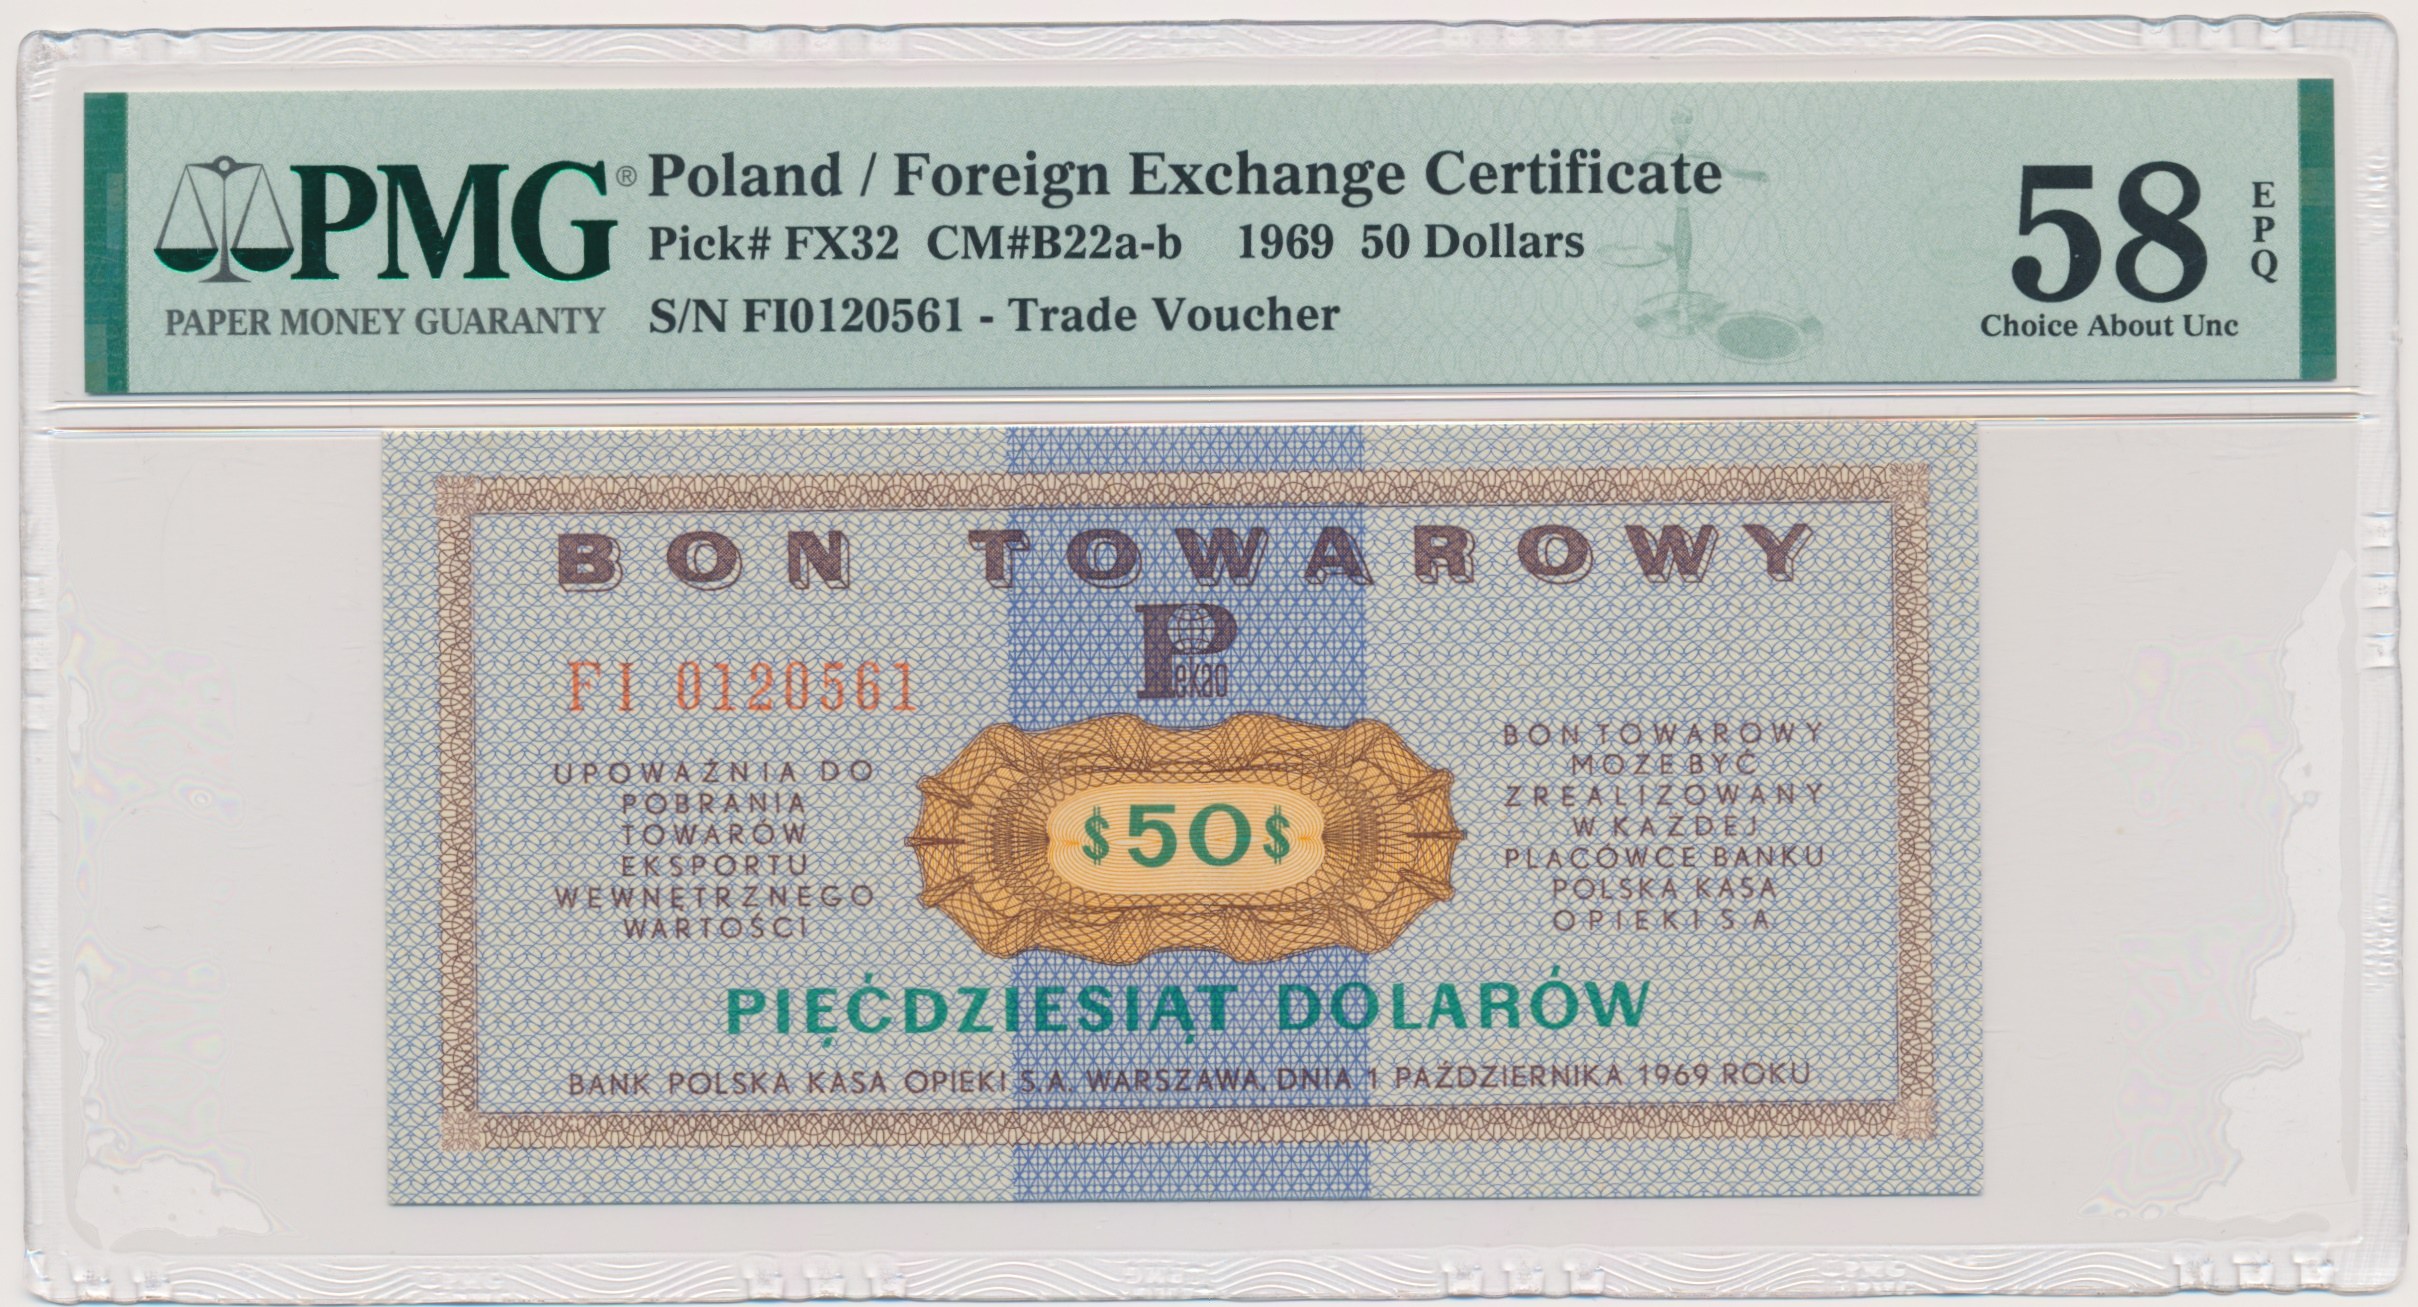 PMG®
PAPER MONEY GUARANTY
Poland / Foreign Exchange Certificate
Pick# FX32 CM#B22a-b 1969 50 Dollars
S/N FI0120561 - Trade Voucher
58
EPQ
Choice About Unc
BON TOWAROWY
Pekao
FI 0120561
UPOWAŻNIA DO
POBRANIA
TOWARÓW
EKSPORTU
WEWNĘTRZNEGO
WARTOŚCI
$50$
BON TOWAROWY
MOŻE BYĆ
ZREALIZOWANY
W KAŻDEJ
PLACÓWCE BANKU
POLSKA KASA
OPIEKI S A
PIĘĆDZIESIĄT DOLARÓW
BANK POLSKA KASA OPIEKI S.A. WARSZAWA, DNIA 1 PAŹDZIERNIKA 1969 ROKU